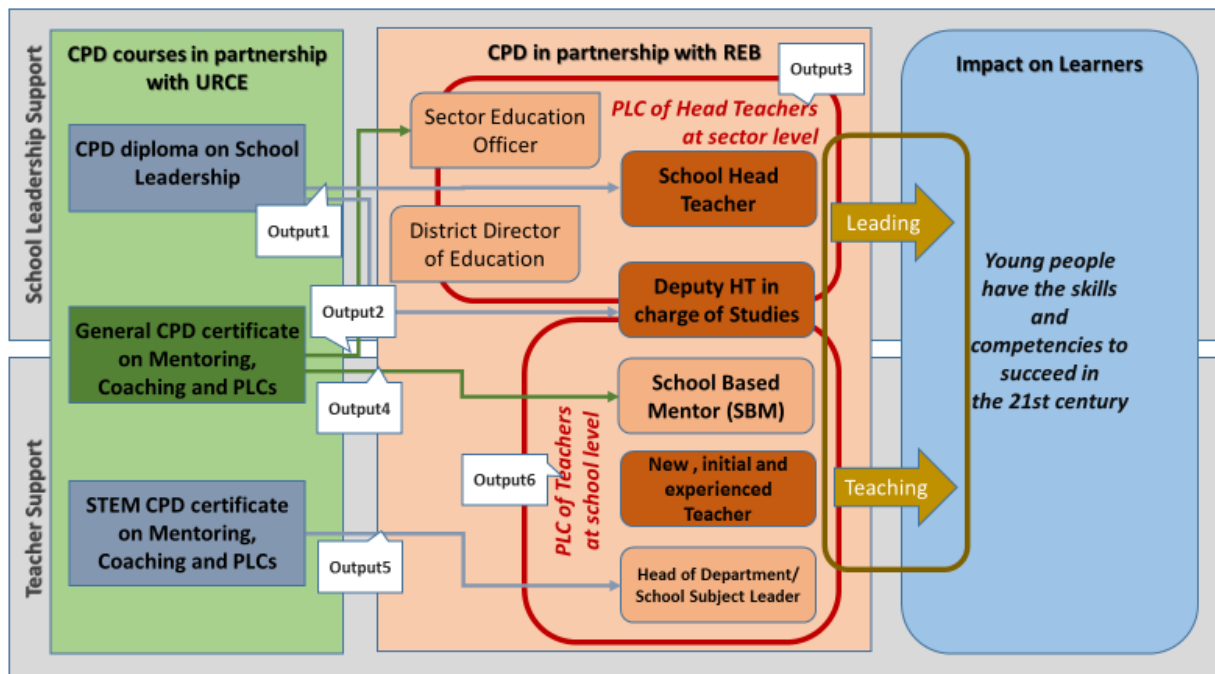 School Leadership Support
Teacher Support
CPD courses in partnership
with URCE
CPD diploma on School
Leadership
Output1
General CPD certificate
on Mentoring,
Coaching and PLCs
Output2
Output4
STEM CPD certificate
on Mentoring,
Coaching and PLCs
Output5
CPD in partnership with REB
Output3
PLC of Head Teachers
at sector level
Sector Education
Officer
School Head
Teacher
District Director
of Education
Deputy HT in
charge of Studies
School Based
Mentor (SBM)
Output6
PLC of Teachers
at school level
New , initial and
experienced
Teacher
Head of Department/
School Subject Leader
Impact on Learners
Leading
Teaching
Young people
have the skills
and
competencies to
succeed in
the 21st century